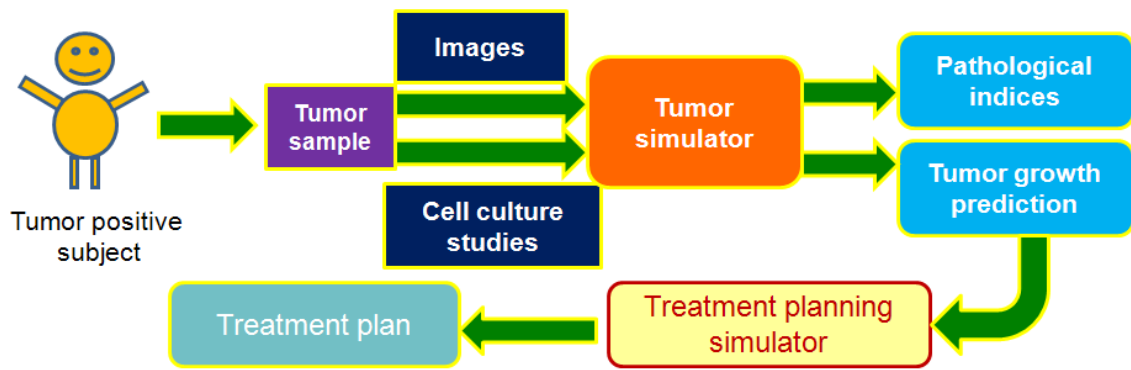 Tumor positive
subject
Tumor
sample
Images
Cell culture
studies
Tumor
simulator
Pathological
indices
Tumor growth
prediction
Treatment planning
simulator
Treatment plan